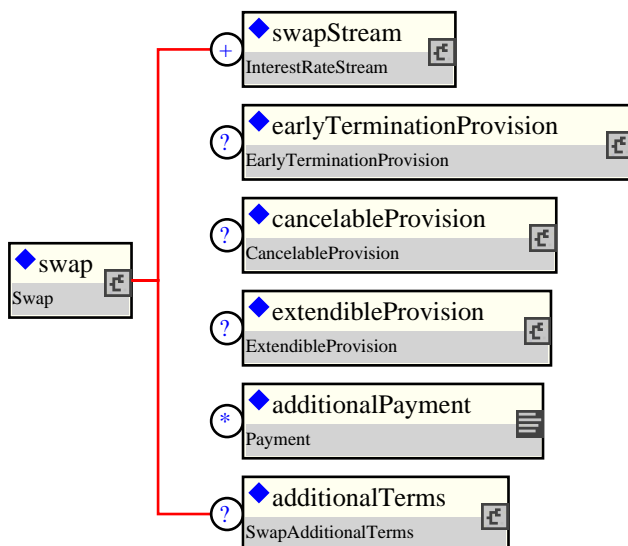 swapStream
+
InterestRateStream
earlyTerminationProvision
?
EarlyTerminationProvision
cancelableProvision
?
CancelableProvision
swap
Swap
extendibleProvision
?
ExtendibleProvision
additionalPayment
*
Payment
additionalTerms
?
SwapAdditionalTerms